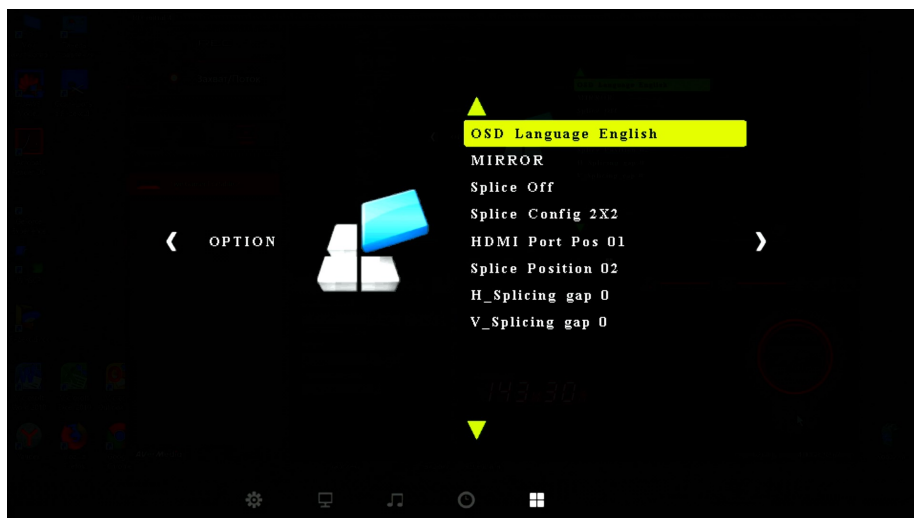 OPTION
OSD Language English
MIRROR
Splice Off
Splice Config 2X2
HDMI Port Pos 01
Splice Position 02
H_Splicing gap 0
V_Splicing gap 0